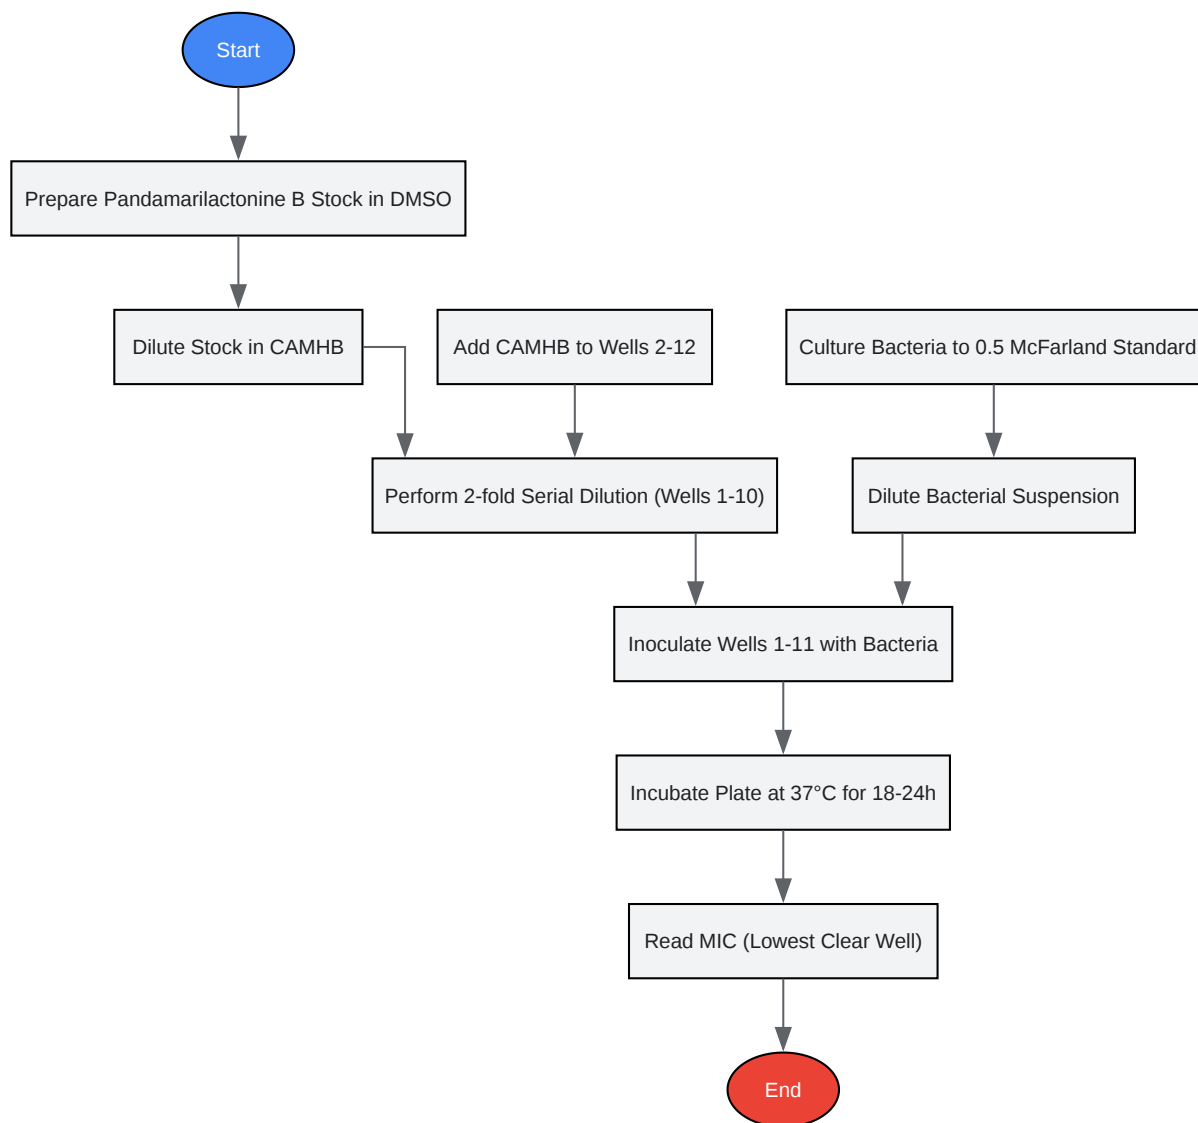 Start
Prepare Pandamarilactonine B Stock in DMSO
Dilute Stock in CAMHB
Add CAMHB to Wells 2-12
Culture Bacteria to 0.5 McFarland Standard
Perform 2-fold Serial Dilution (Wells 1-10)
Dilute Bacterial Suspension
Inoculate Wells 1-11 with Bacteria
Incubate Plate at 37°C for 18-24h
Read MIC (Lowest Clear Well)
End